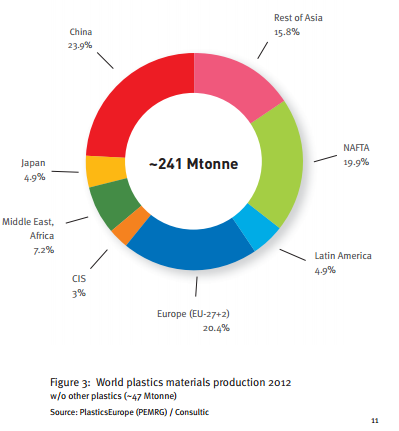 China
23.9%
Rest of Asia
15.8%
NAFTA
19.9%
Latin America
4.9%
Europe (EU-27+2)
20.4%
CIS
3%
Middle East,
Africa
7.2%
Japan
4.9%
~241 Mtonne
Figure 3: World plastics materials production 2012
w/o other plastics (~47 Mtonne)
Source: PlasticsEurope (PEMRG) / Consultic
11